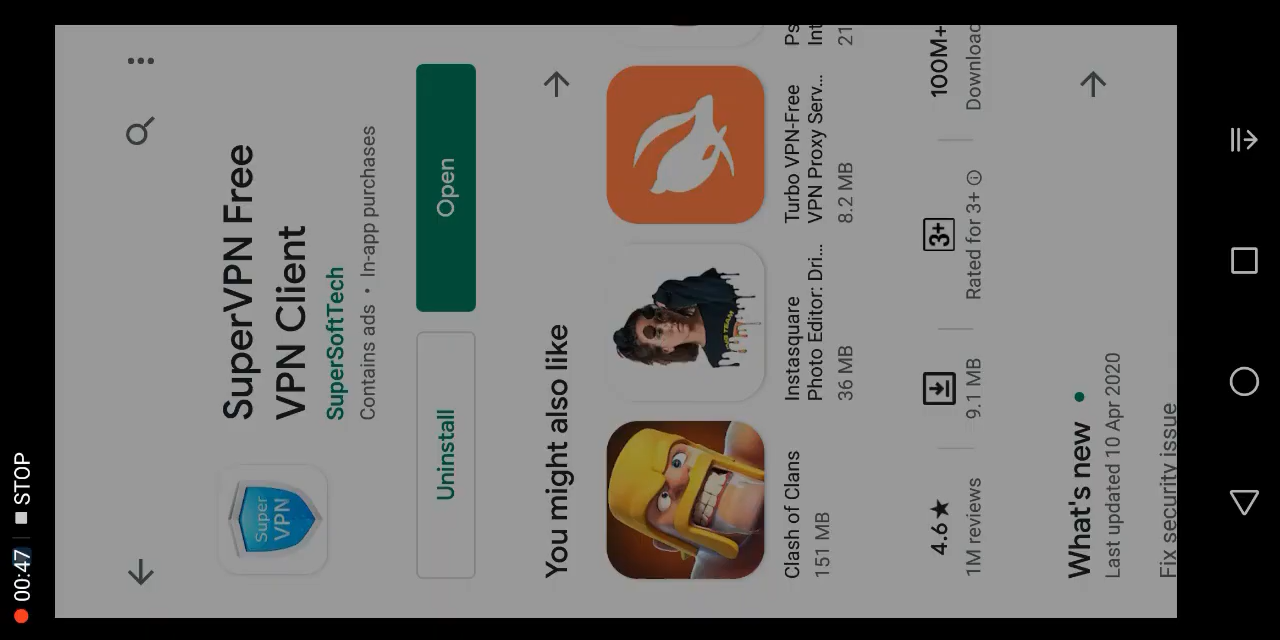 00:47
STOP
Super
VPN
SuperVPN Free
VPN Client
SuperSoftTech
Contains ads • In-app purchases
Uninstall
Open
You might also like
Clash of Clans
151 MB
Instasquare
Photo Editor: Dri...
36 MB
Turbo VPN-Free
VPN Proxy Serv...
8.2 MB
Ps
Int
21
4.6★
1M reviews
9.1 MB
3+
Rated for 3+
100M+
Downloac
What's new
Last updated 10 Apr 2020
Fix security issue